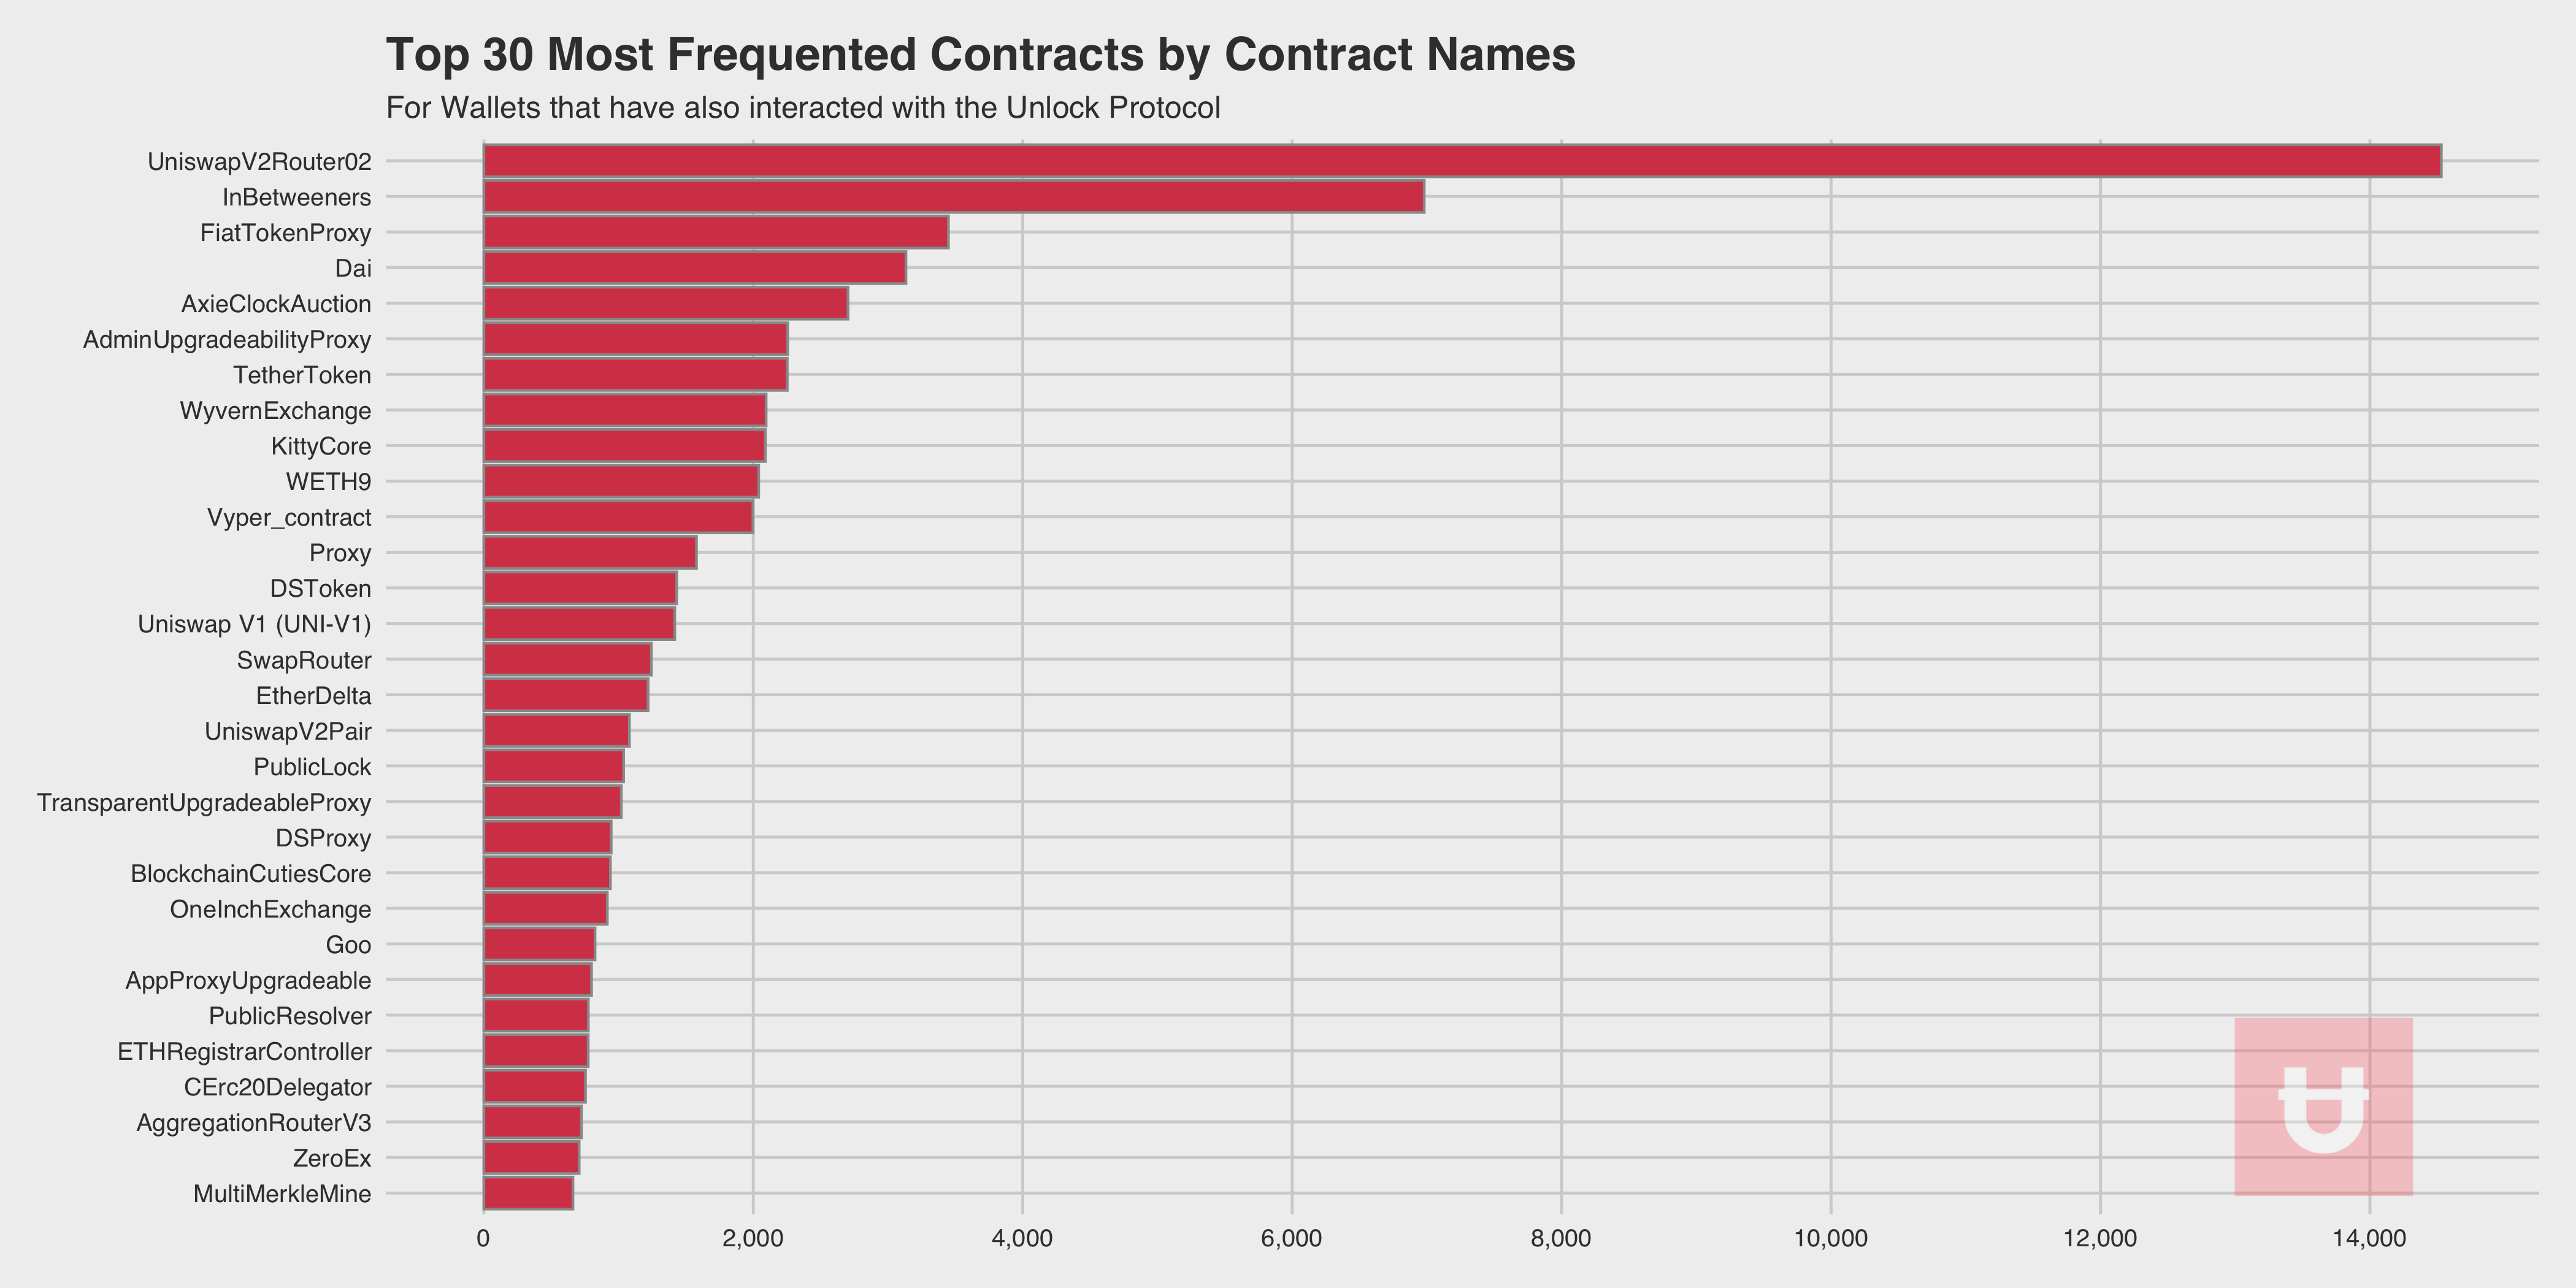 Top 30 Most Frequented Contracts by Contract Names
For Wallets that have also interacted with the Unlock Protocol
UniswapV2Router02
InBetweeners
FiatTokenProxy
Dai
AxieClockAuction
AdminUpgradeabilityProxy
TetherToken
WyvernExchange
KittyCore
WETH9
Vyper_contract
Proxy
DSToken
Uniswap V1 (UNI-V1)
SwapRouter
EtherDelta
UniswapV2Pair
PublicLock
TransparentUpgradeableProxy
DSProxy
BlockchainCutiesCore
OneInchExchange
Goo
AppProxyUpgradeable
PublicResolver
ETHRegistrarController
CErc20Delegator
AggregationRouterV3
ZeroEx
MultiMerkleMine
0 2,000 4,000 6,000 8,000 10,000 12,000 14,000